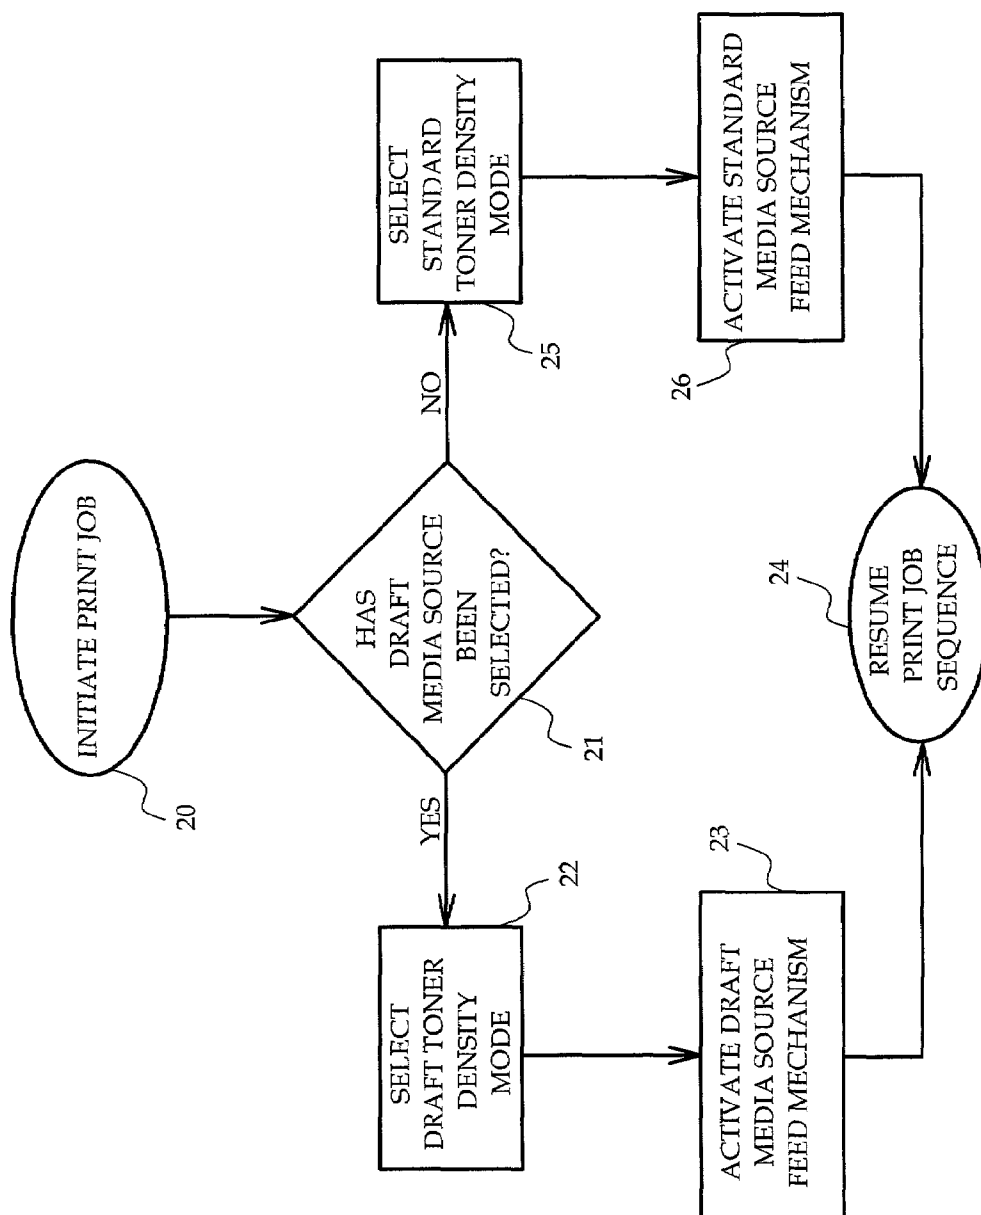 INITIATE PRINT JOB
20
HAS
DRAFT
MEDIA SOURCE
BEEN
SELECTED?
21
YES
NO
SELECT
DRAFT TONER
DENSITY
MODE
22
SELECT
STANDARD
TONER DENSITY
MODE
25
ACTIVATE DRAFT
MEDIA SOURCE
FEED MECHANISM
23
ACTIVATE STANDARD
MEDIA SOURCE
FEED MECHANISM
26
RESUME
PRINT JOB
SEQUENCE
24